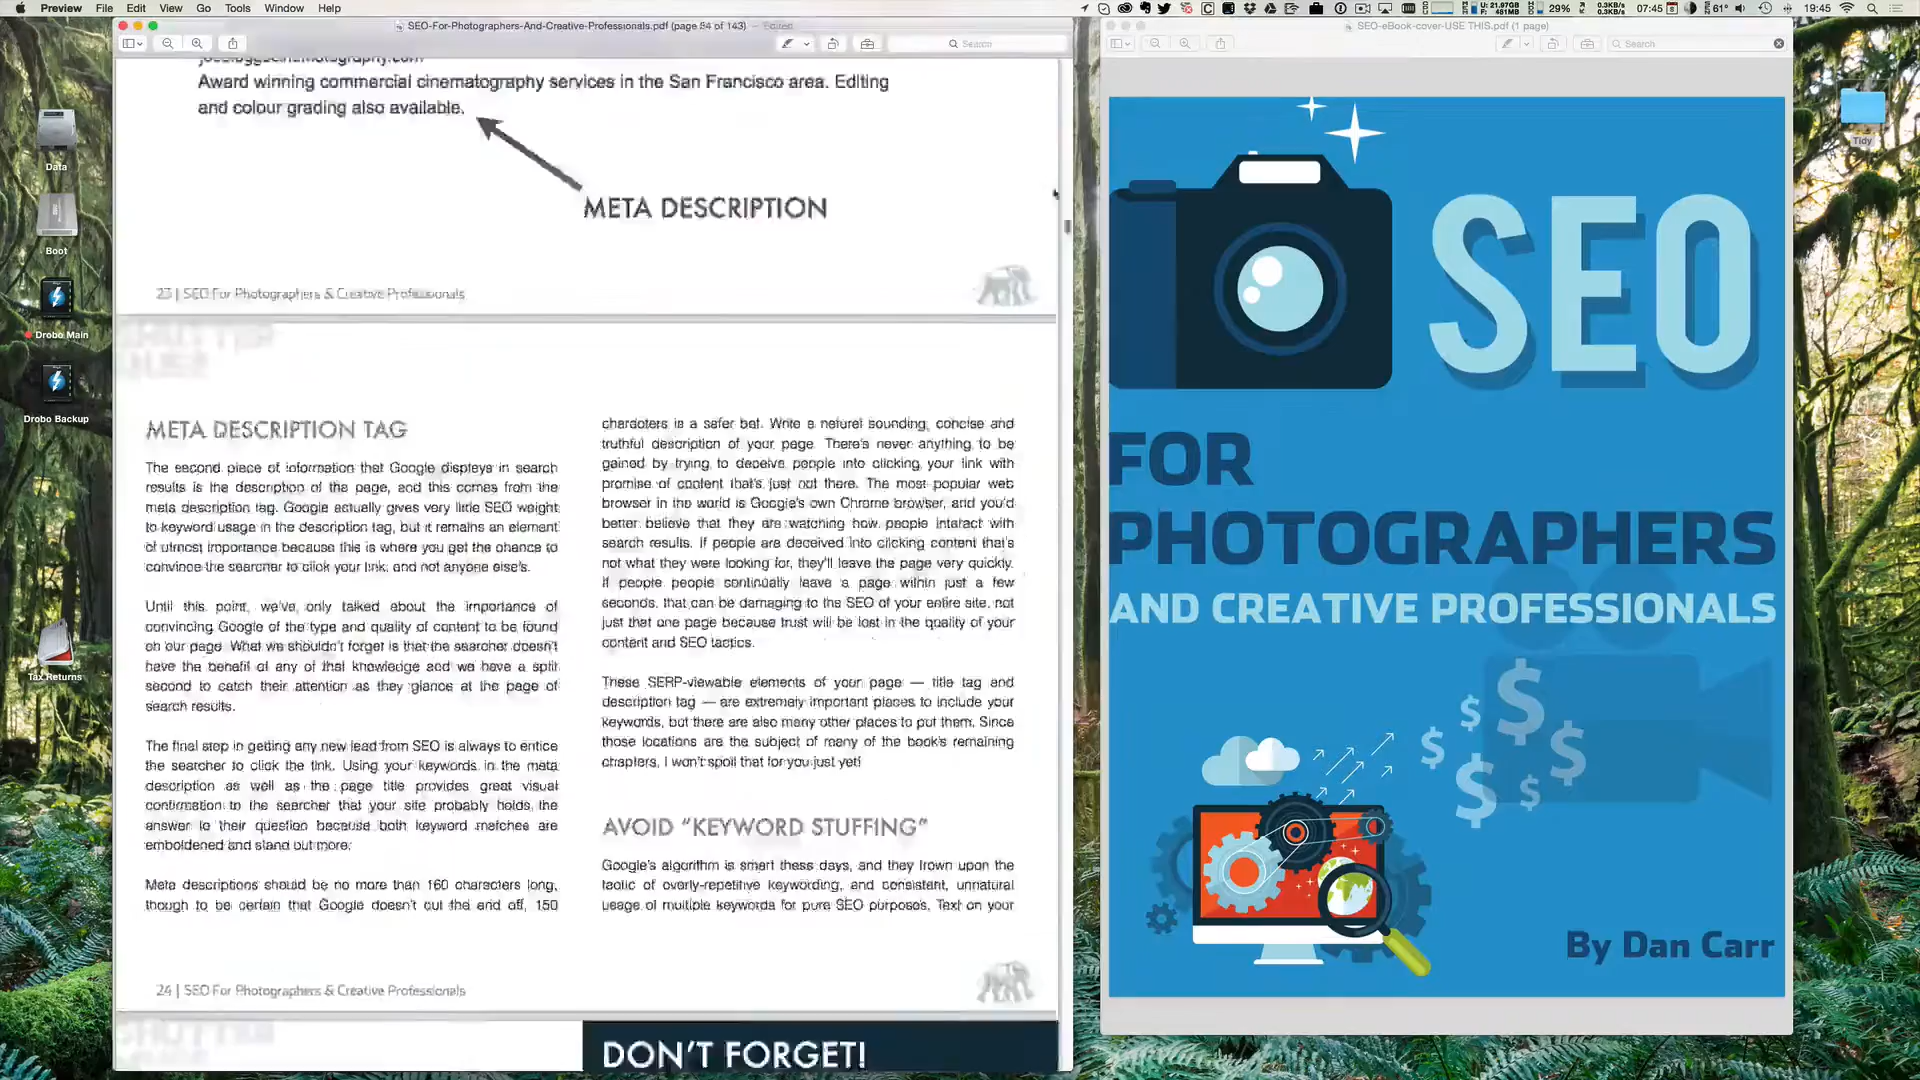 Preview File Edit View Go Tools Window Help
29%
07:45
61°
19:45
SEO-For-Photographers-And-Creative-Professionals.pdf (page 54 of 143) — Edited
Search
Award winning commercial cinematography services in the San Francisco area. Editing
and colour grading also available.
META DESCRIPTION
23 | SEO For Photographers & Creative Professionals
META DESCRIPTION TAG
The second piece of information that Google displays in search
results is the description of the page, and this comes from the
meta description tag. Google actually gives very little SEO weight
to keyword usage in the description tag, but it remains an element
of utmost importance because this is where you get the chance to
convince the searcher to click your link, and not anyone else's.
Until this point, we've only talked about the importance of
convincing Google of the type and quality of content to be found
on our page. What we shouldn't forget is that the searcher doesn't
have the benefit of any of that knowledge and we have a split
second to catch their attention as they glance at the page of
search results.
The final step in getting any new lead from SEO is always to entice
the searcher to click the link. Using your keywords in the meta
description as well as the page title provides great visual
confirmation to the searcher that your site probably holds the
answer to their question because both keyword matches are
emboldened and stand out more.
Meta descriptions should be no more than 160 characters long,
though to be certain that Google doesn't cut the end off, 150
characters is a safer bet. Write a natural sounding, concise and
truthful description of your page. There's never anything to be
gained by trying to deceive people into clicking your link with
promise of content that's just not there. The most popular web
browser in the world is Google's own Chrome browser, and you'd
better believe that they are watching how people interact with
search results. If people are deceived into clicking content that's
not what they were looking for, they'll leave the page very quickly.
If people people continually leave a page within just a few
seconds, that can be damaging to the SEO of your entire site, not
just that one page because trust will be lost in the quality of your
content and SEO tactics.
These SERP-viewable elements of your page — title tag and
description tag — are extremely important places to include your
keywords, but there are also many other places to put them. Since
those locations are the subject of many of the book's remaining
chapters, I won't spoil that for you just yet!
AVOID “KEYWORD STUFFING”
Google's algorithm is smart these days, and they frown upon the
tactic of overly-repetitive keywording, and consistent, unnatural
usage of multiple keywords for pure SEO purposes. Text on your
24 | SEO For Photographers & Creative Professionals
DON'T FORGET!
SEO-eBook-cover-USE THIS.pdf (1 page)
Search
SEO
FOR
PHOTOGRAPHERS
AND CREATIVE PROFESSIONALS
By Dan Carr
Data
Boot
Drobo Main
Drobo Backup
Tax Returns
Tidy